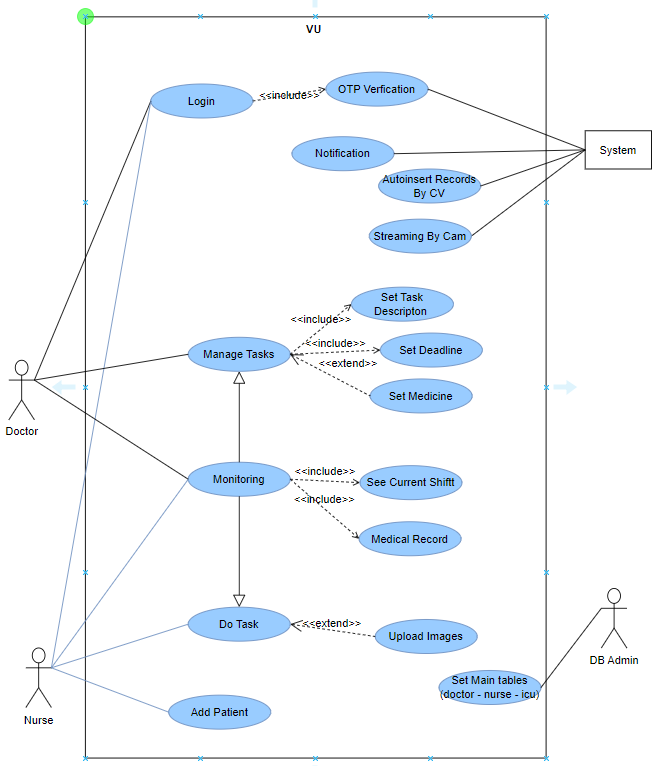 VU
Login
<<include>>
OTP Verfication
Notification
System
Autoinsert Records
By CV
Streaming By Cam
Set Task
Descripton
<<include>>
Manage Tasks
<<include>>
Set Deadline
<<extend>>
Set Medicine
Doctor
Monitoring
<<include>>
See Current Shiftt
<<include>>
Medical Record
Do Task
<<extend>>
Upload Images
DB Admin
Set Main tables
(doctor - nurse - icu)
Add Patient
Nurse